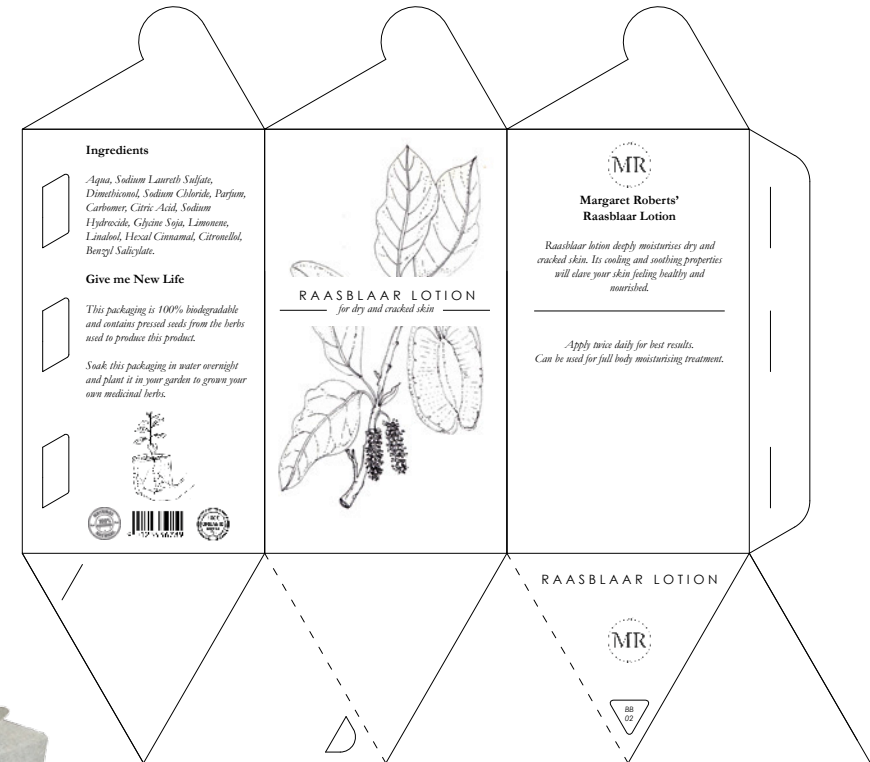 Ingredients
Aqua, Sodium Laureth Sulfate,
Dimethiconol, Sodium Chloride, Parfum,
Carbomer, Citric Acid, Sodium
Hydroxide, Glycine Soja, Limonene,
Linalool, Hexal Cinnamal, Citronellol,
Benzyl Salicylate.
Give me New Life
This packaging is 100% biodegradable
and contains pressed seeds from the herbs
used to produce this product.
Soak this packaging in water overnight
and plant it in your garden to grown your
own medicinal herbs.
RAASBLAAR LOTION
for dry and cracked skin
MR
Margaret Roberts’
Raasblaar Lotion
Raasblaar lotion deeply moisturises dry and
cracked skin. Its cooling and soothing properties
will elave your skin feeling healthy and
nourished.
Apply twice daily for best results.
Can be used for full body moisturising treatment.
RAASBLAAR LOTION
MR
BB
02